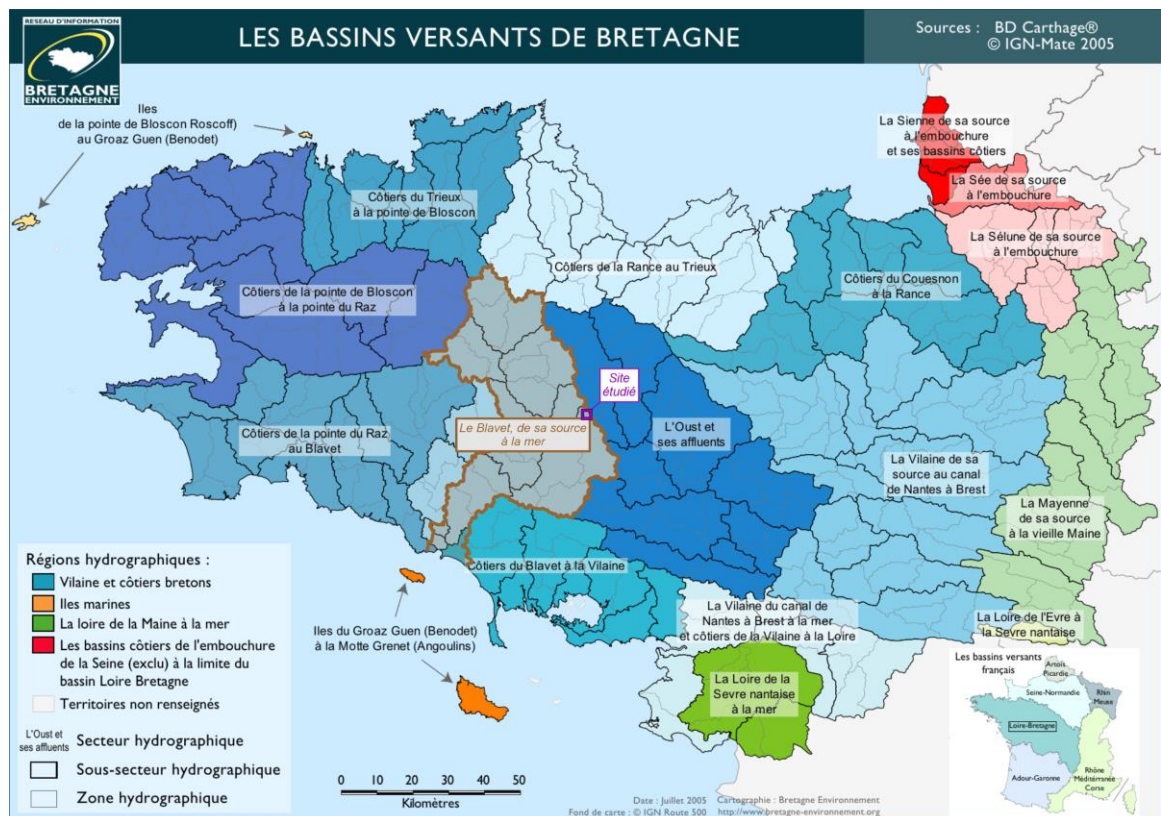 RESEAU D'INFORMATION
BRETAGNE
ENVIRONNEMENT
LES BASSINS VERSANTS DE BRETAGNE
Sources : BD Carthage®
© IGN-Mate 2005
Iles
de la pointe de Bloscon Roscoff)
au Groaz Guen (Benodet)
La Sienne de sa source
à l'embouchure
et ses bassins côtiers
La Sée de sa source
à l'embouchure
Côtiers du Trieux
à la pointe de Bloscon
La Sélune de sa source
à l'embouchure
Côtiers de la Rance au Trieux
Côtiers du Couesnon
à la Rance
Côtiers de la pointe de Bloscon
à la pointe du Raz
Site
étudié
Le Blavet, de sa source
à la mer
L'Oust et
ses affluents
Côtiers de la pointe du Raz
au Blavet
La Vilaine de sa
source au canal
de Nantes à Brest
La Mayenne
de sa source
à la vieille Maine
Côtiers du Blavet à la Vilaine
La Vilaine du canal de
Nantes à Brest à la mer
et côtiers de la Vilaine à la Loire
La Loire de l'Evre à
la Sevre nantaise
Iles du Groaz Guen (Benodet)
à la Motte Grenet (Angoulins)
La Loire de la
Sevre nantaise
à la mer
Régions hydrographiques :
Vilaine et côtiers bretons
Iles marines
La loire de la Maine à la mer
Les bassins côtiers de l'embouchure
de la Seine (exclu) à la limite du
bassin Loire Bretagne
Territoires non renseignés
L'Oust et
ses affluents
Secteur hydrographique
Sous-secteur hydrographique
Zone hydrographique
0 10 20 30 40 50
Kilomètres
Date : Juillet 2005 Cartographie : Bretagne Environnement
Fond de carte : © IGN Route 500 http://www.bretagne-environnement.org
Les bassins versants
français
Artois
Picardie
Seine-Normandie
Rhin
Meuse
Loire-Bretagne
Adour-Garonne
Rhône
Méditérranée
Corse